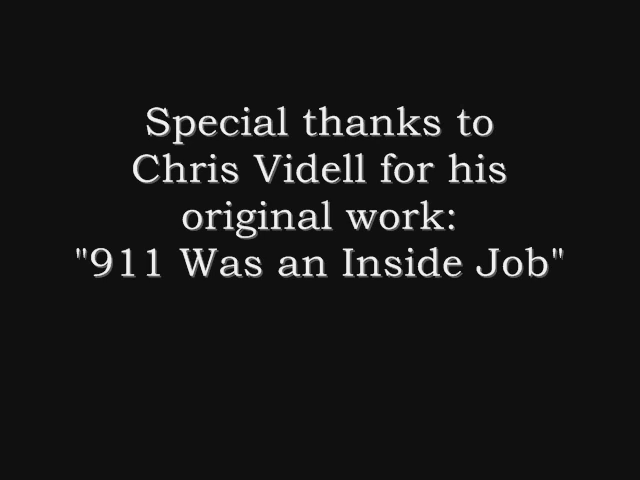 Special thanks to
Chris Videll for his
original work:
"911 Was an Inside Job"